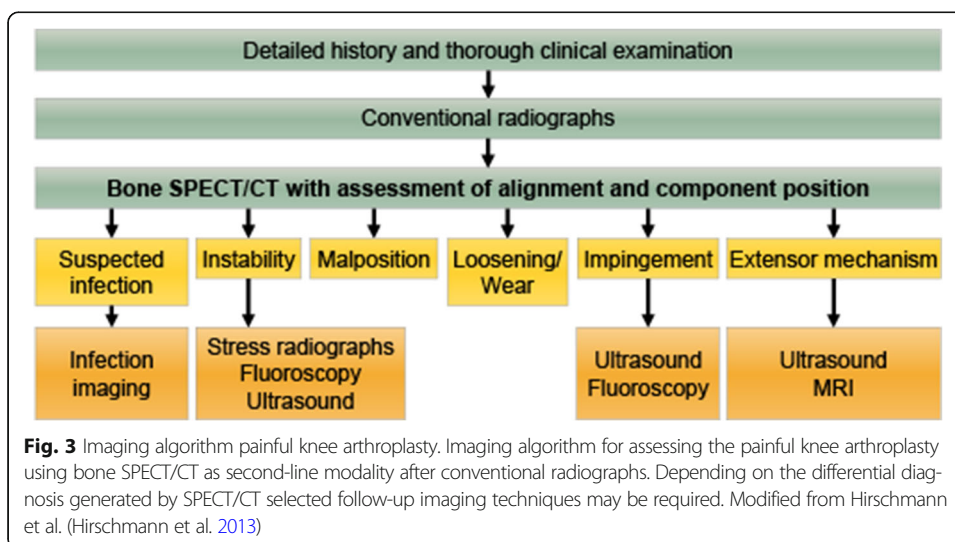 Detailed history and thorough clinical examination
Conventional radiographs
Bone SPECT/CT with assessment of alignment and component position
Suspected
infection
Instability
Malposition
Loosening/
Wear
Impingement
Extensor mechanism
Infection
imaging
Stress radiographs
Fluoroscopy
Ultrasound
Ultrasound
Fluoroscopy
Ultrasound
MRI
Fig. 3 Imaging algorithm painful knee arthroplasty. Imaging algorithm for assessing the painful knee arthroplasty
using bone SPECT/CT as second-line modality after conventional radiographs. Depending on the differential diag-
nosis generated by SPECT/CT selected follow-up imaging techniques may be required. Modified from Hirschmann
et al. (Hirschmann et al. 2013)